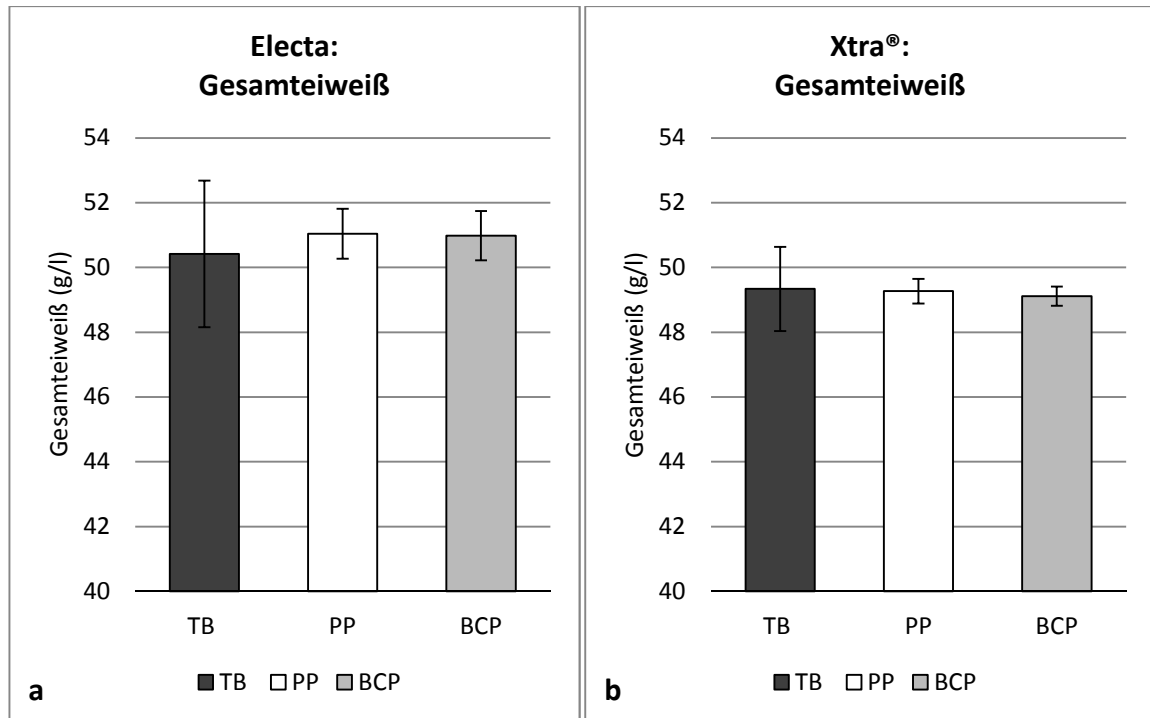 Electa:
Gesamteiweiß
Gesamteiweiß (g/l)
54
52
50
48
46
44
42
40
TB PP BCP
TB PP BCP
a
Xtra®:
Gesamteiweiß
Gesamteiweiß (g/l)
54
52
50
48
46
44
42
40
TB PP BCP
TB PP BCP
b